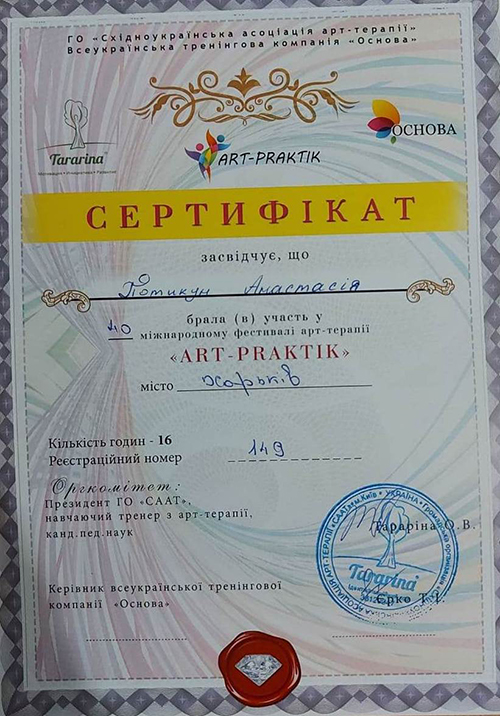 ГО «Східноукраїнська асоціація арт-терапії»
Всеукраїнська тренінгова компанія «Основа»
Tararina
ART-PRAKTIK
ОСНОВА
СЕРТИФІКАТ
засвідчує, що
Потикун Анастасія
брала (в) участь у
10 міжнародному фестивалі арт-терапії
«ART-PRAKTIK»
місто Харьків
Кількість годин - 16
Реєстраційний номер 149
Оргкомітет:
Президент ГО «СААТ»,
навчаючий тренер з арт-терапії,
канд.пед.наук
Тараріна О.В.
Керівник всеукраїнської тренінгової
компанії «Основа»
Єрко Т.І.
Tararina